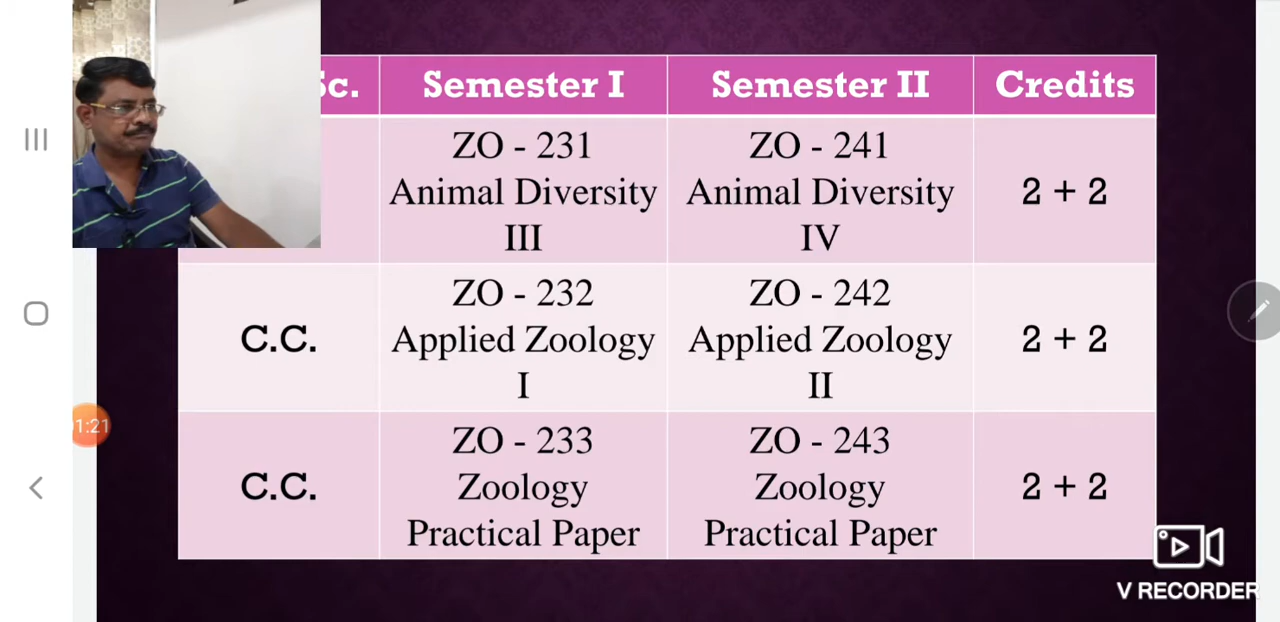 Sc. Semester I Semester II Credits
ZO - 231 ZO - 241
Animal Diversity Animal Diversity 2 + 2
III IV
ZO - 232 ZO - 242
C.C. Applied Zoology Applied Zoology 2 + 2
I II
1:21
ZO - 233 ZO - 243
C.C. Zoology Zoology 2 + 2
Practical Paper Practical Paper
V RECORDER